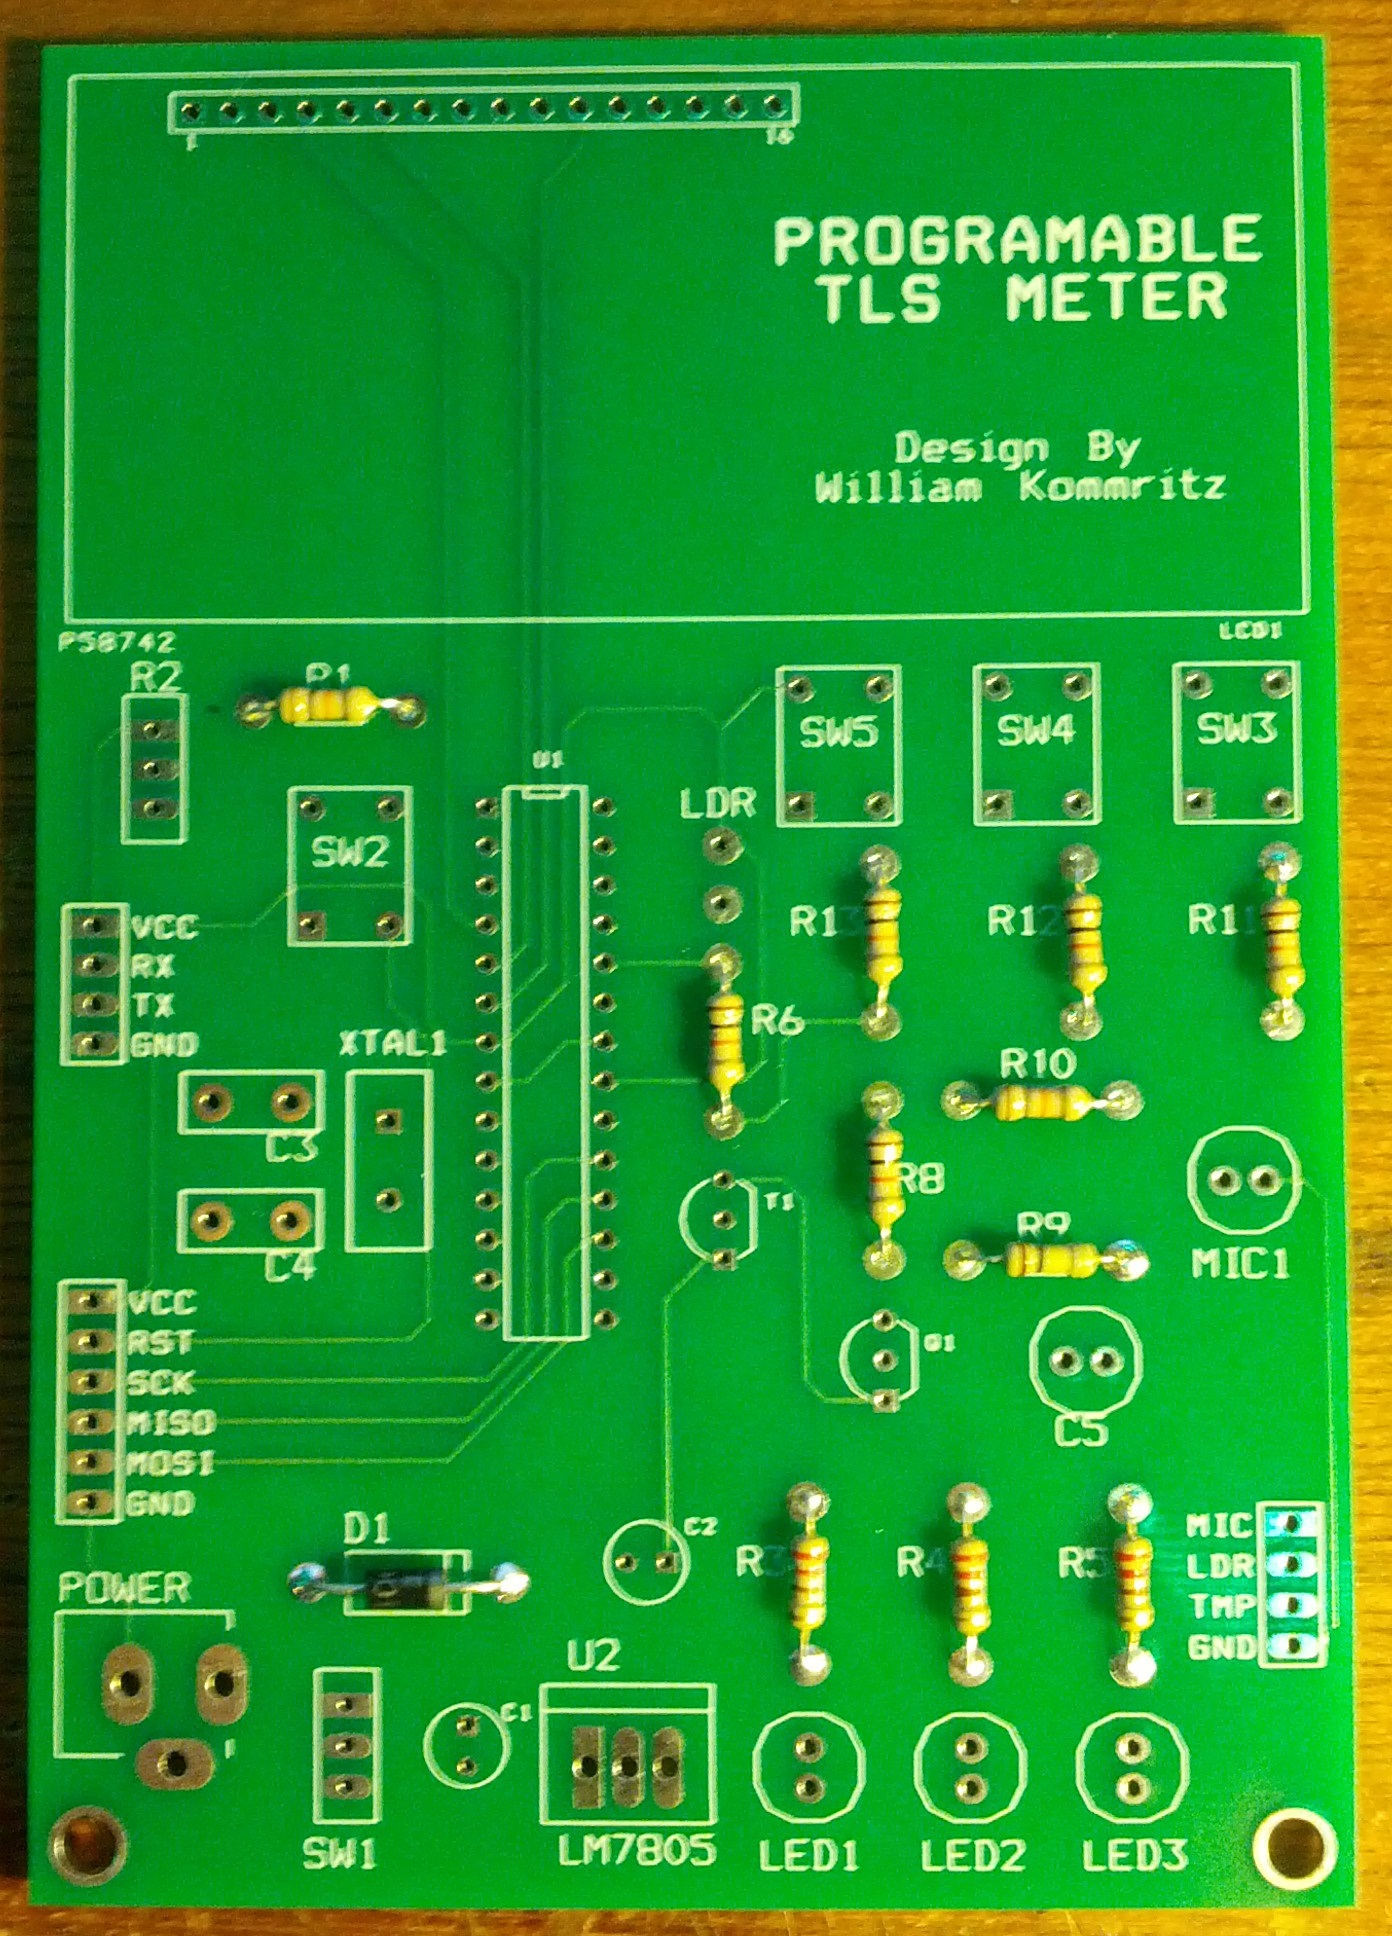 1
16
PROGRAMABLE
TLS METER
Design By
William Kommritz
P58742
LCD1
R2
R1
SW5
SW4
SW3
U1
LDR
SW2
VCC
RX
TX
GND
R13
R12
R11
R6
XTAL1
R10
C3
R8
T1
C4
R9
MIC1
VCC
RST
SCK
MISO
MOSI
GND
Q1
C5
D1
C2
R3
R4
R5
MIC
LDR
TMP
GND
POWER
U2
C1
SW1
LM7805
LED1
LED2
LED3